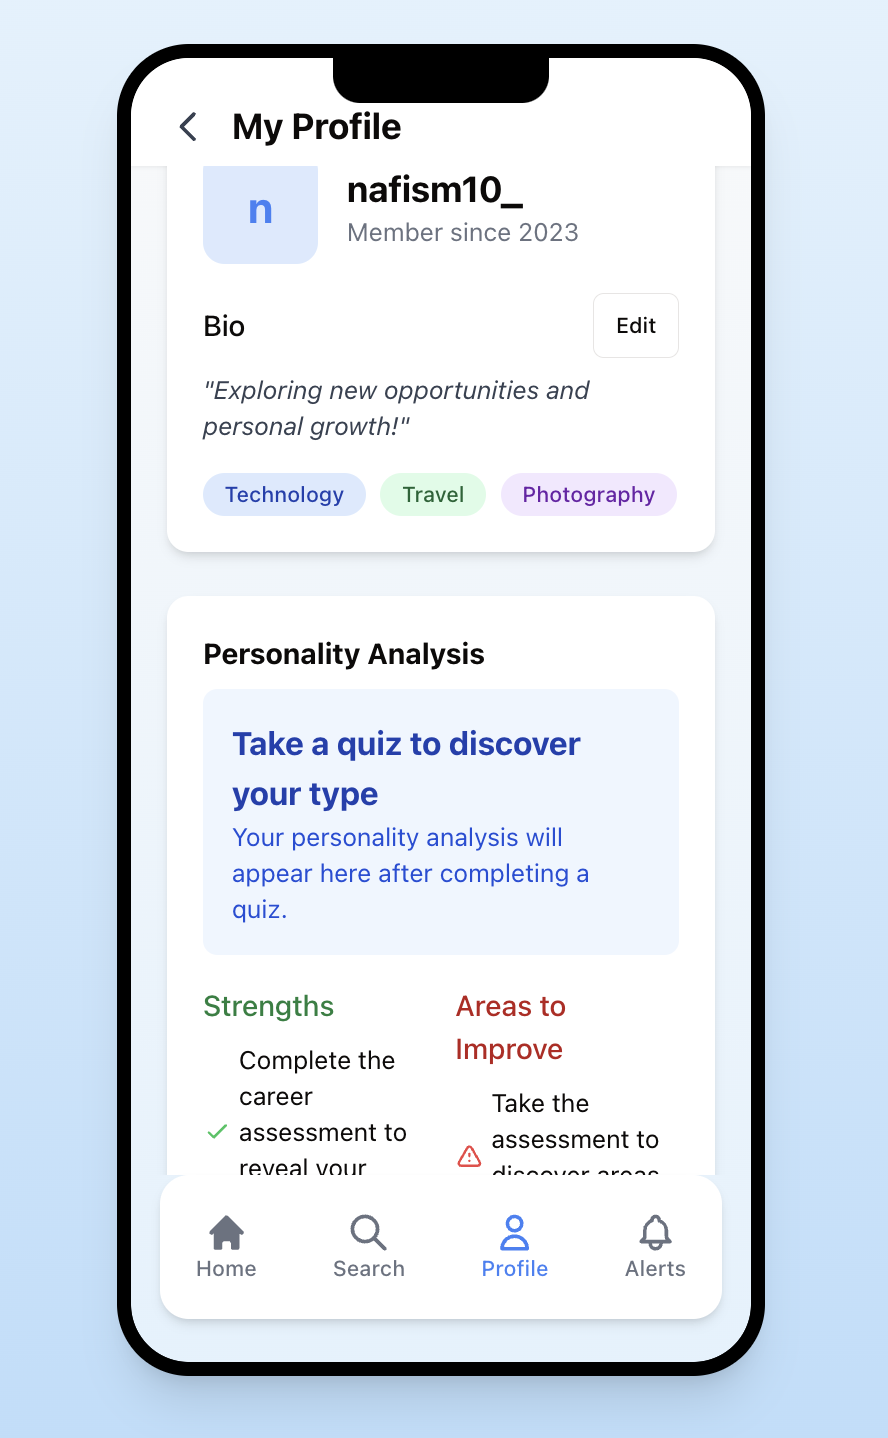 My Profile
n
nafism10_
Member since 2023
Bio
Edit
"Exploring new opportunities and
personal growth!"
Technology
Travel
Photography
Personality Analysis
Take a quiz to discover
your type
Your personality analysis will
appear here after completing a
quiz.
Strengths
Complete the
career
assessment to
reveal your
Areas to
Improve
Take the
assessment to
discover areas
Home
Search
Profile
Alerts